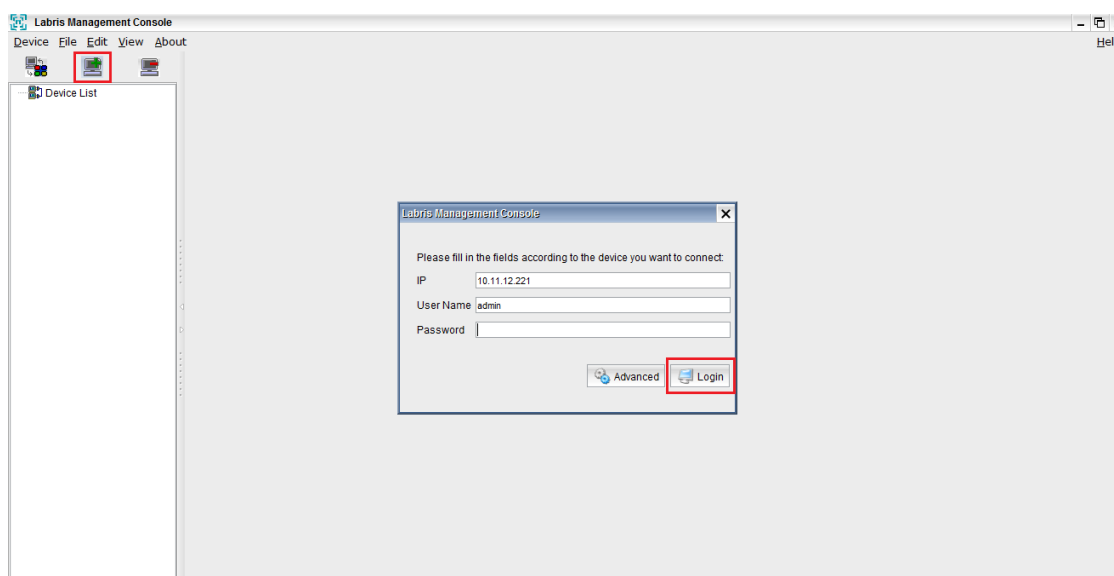 Labris Management Console
Device File Edit View About
Hel
Device List
Labris Management Console
Please fill in the fields according to the device you want to connect:
IP 10.11.12.221
User Name admin
Password
Advanced Login